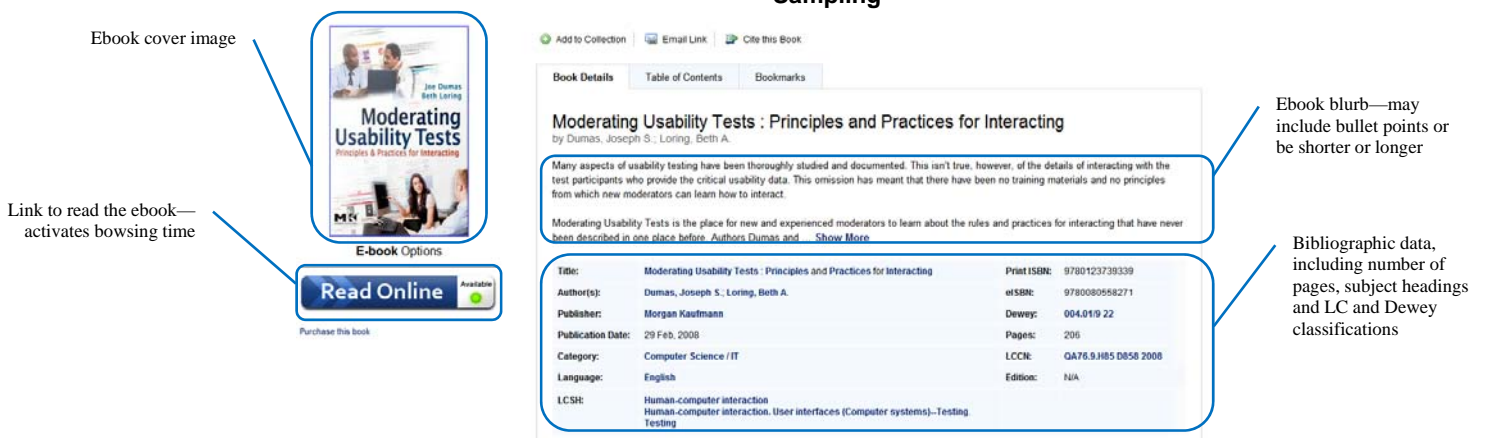 Sampling
Ebook cover image
Joe Dumas
Beth Loring
Moderating
Usability Tests
Principles & Practices for Interacting
MK
E-book Options
Link to read the ebook—
activates bowsing time
Read Online
Available
Purchase this book
Add to Collection
Email Link
Cite this Book
Book Details
Table of Contents
Bookmarks
Moderating Usability Tests : Principles and Practices for Interacting
by Dumas, Joseph S.; Loring, Beth A.
Many aspects of usability testing have been thoroughly studied and documented. This isn't true, however, of the details of interacting with the
test participants who provide the critical usability data. This omission has meant that there have been no training materials and no principles
from which new moderators can learn how to interact.
Moderating Usability Tests is the place for new and experienced moderators to learn about the rules and practices for interacting that have never
been described in one place before. Authors Dumas and ... Show More
Ebook blurb—may
include bullet points or
be shorter or longer
Title: Moderating Usability Tests : Principles and Practices for Interacting Print ISBN: 9780123739339
Author(s): Dumas, Joseph S.; Loring, Beth A. eISBN: 9780080558271
Publisher: Morgan Kaufmann Dewey: 004.01/9 22
Publication Date: 29 Feb, 2008 Pages: 206
Category: Computer Science / IT LCCN: QA76.9.H85 D858 2008
Language: English Edition: N/A
LCSH: Human-computer interaction
Human-computer interaction. User interfaces (Computer systems)--Testing.
Testing
Bibliographic data,
including number of
pages, subject headings
and LC and Dewey
classifications